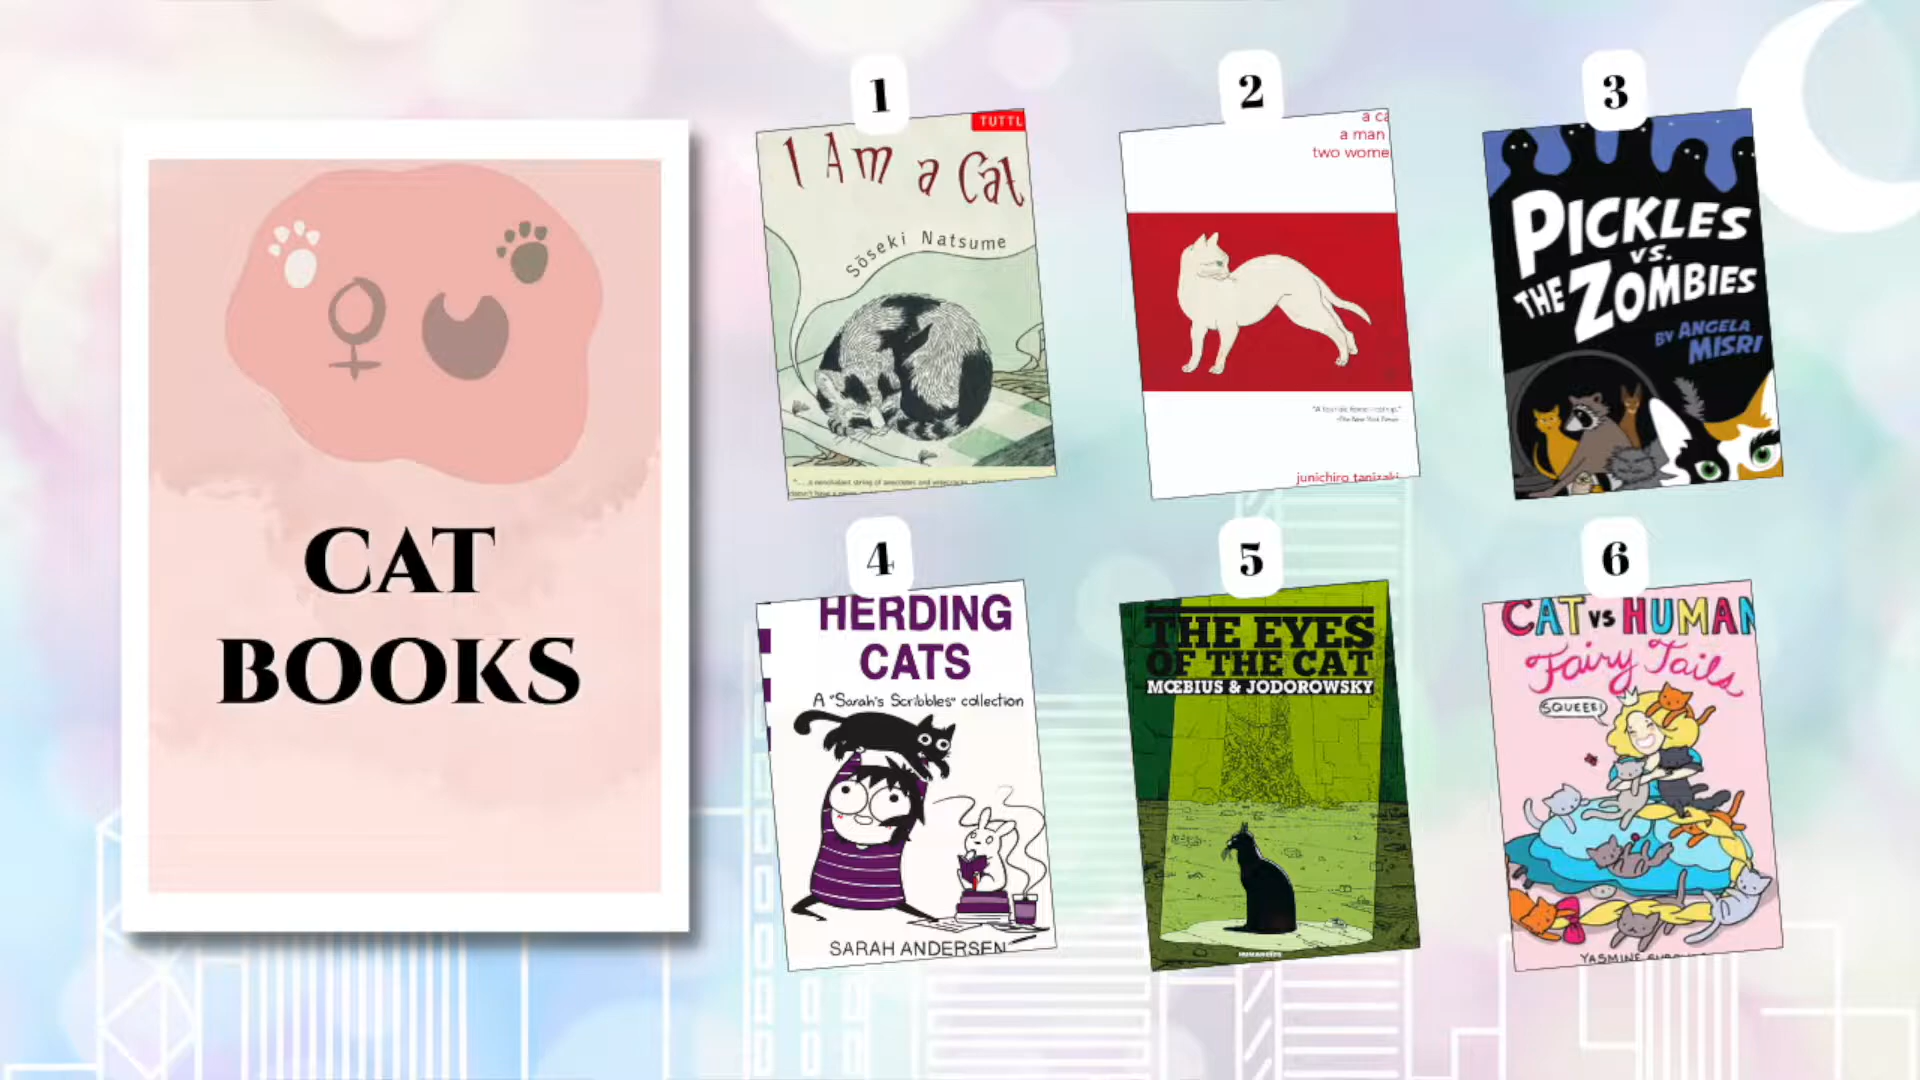 CAT
BOOKS
1
TUTTL
I Am a Cat
Sōseki Natsume
2
a ca
a man
two wome
junichiro tanizaki
3
PICKLES
VS.
THE ZOMBIES
BY ANGELA
MISRI
4
HERDING
CATS
A "Sarah's Scribbles" collection
SARAH ANDERSEN
5
THE EYES
OF THE CAT
MŒBIUS & JODOROWSKY
HUMANOIDS
6
CAT VS HUMAN
Fairy Tails
SQUEEE!
YASMINE